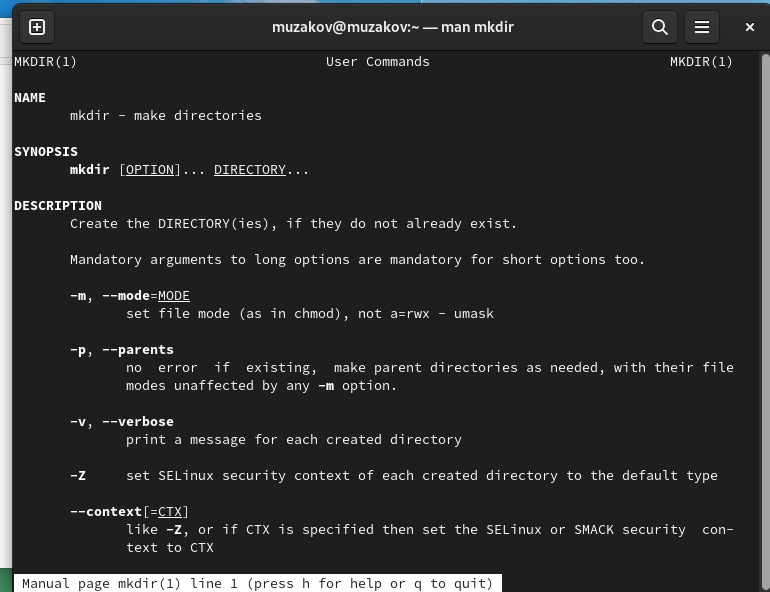 muzakov@muzakov:~ — man mkdir
MKDIR(1) User Commands MKDIR(1)
NAME
mkdir - make directories
SYNOPSIS
mkdir [OPTION]... DIRECTORY...
DESCRIPTION
Create the DIRECTORY(ies), if they do not already exist.
Mandatory arguments to long options are mandatory for short options too.
-m, --mode=MODE
set file mode (as in chmod), not a=rwx - umask
-p, --parents
no error if existing, make parent directories as needed, with their file
modes unaffected by any -m option.
-v, --verbose
print a message for each created directory
-Z set SELinux security context of each created directory to the default type
--context[=CTX]
like -Z, or if CTX is specified then set the SELinux or SMACK security con-
text to CTX
Manual page mkdir(1) line 1 (press h for help or q to quit)